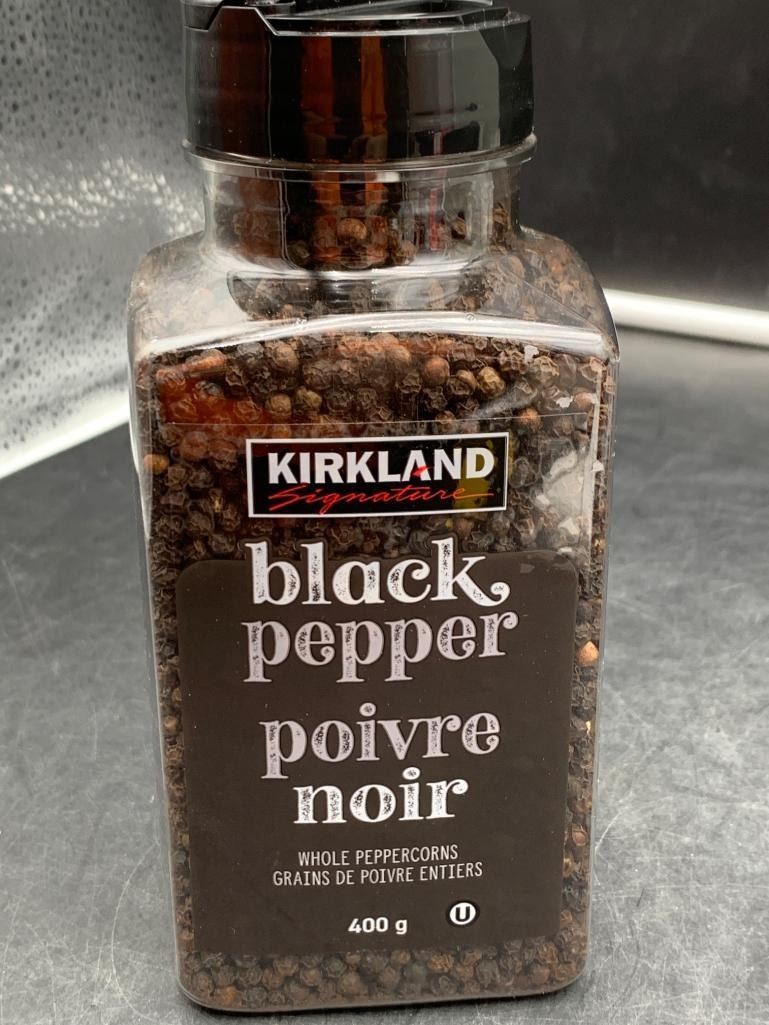 KIRKLAND
Signature
black
pepper
poivre
noir
WHOLE PEPPERCORNS
GRAINS DE POIVRE ENTIERS
400 g
U